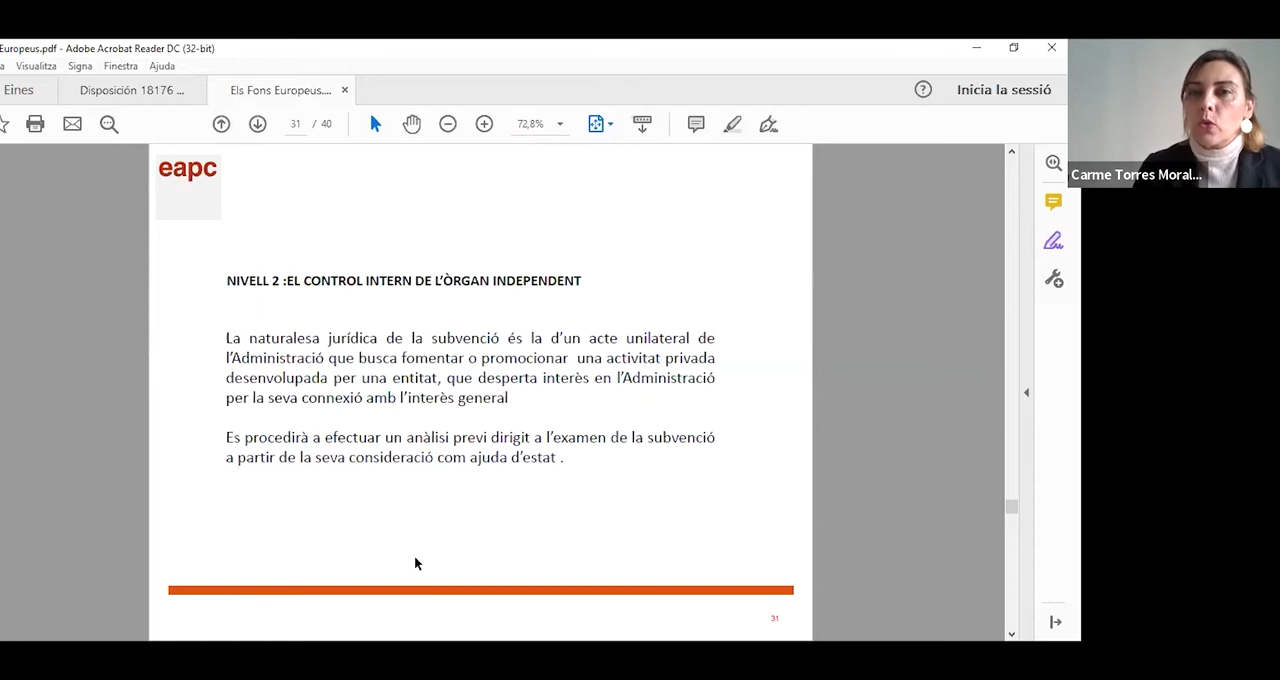 Europeus.pdf - Adobe Acrobat Reader DC (32-bit)
a Visualitza Signa Finestra Ajuda
Eines Disposición 18176 ... Els Fons Europeus.... × ? Inicia la sessió
31 / 40 72,8%
Carme Torres Moral...
eapc
NIVELL 2 :EL CONTROL INTERN DE L’ÒRGAN INDEPENDENT
La naturalesa jurídica de la subvenció és la d’un acte unilateral de
l’Administració que busca fomentar o promocionar una activitat privada
desenvolupada per una entitat, que desperta interès en l’Administració
per la seva connexió amb l’interès general
Es procedirà a efectuar un anàlisi previ dirigit a l’examen de la subvenció
a partir de la seva consideració com ajuda d’estat .
31